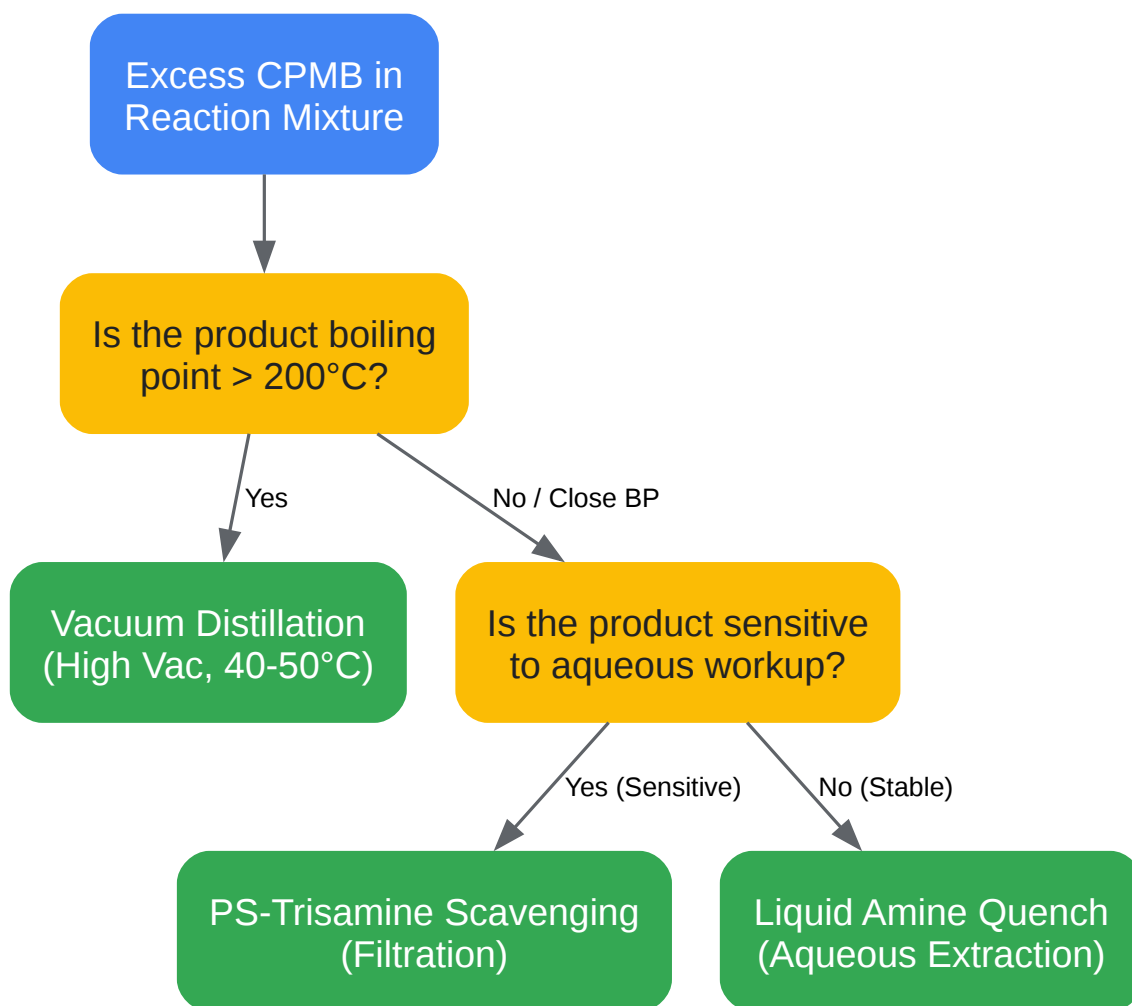 Excess CPMB in
Reaction Mixture
Is the product boiling
point > 200°C?
Yes
No / Close BP
Vacuum Distillation
(High Vac, 40-50°C)
Is the product sensitive
to aqueous workup?
Yes (Sensitive)
No (Stable)
PS-Trisamine Scavenging
(Filtration)
Liquid Amine Quench
(Aqueous Extraction)